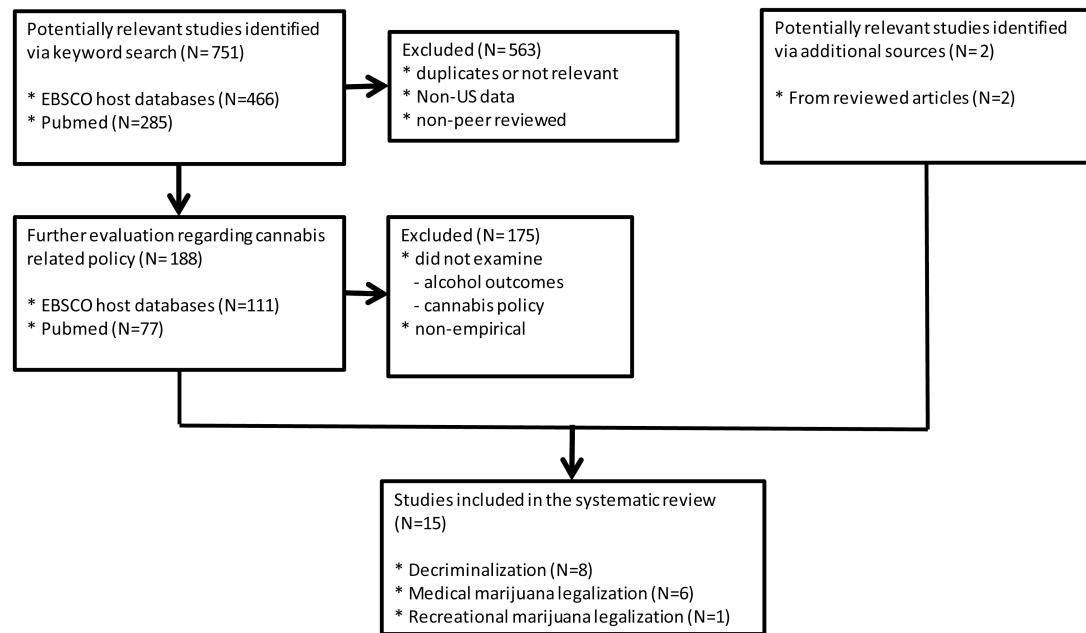 Potentially relevant studies identified
via keyword search (N=751)
* EBSCO host databases (N=466)
* Pubmed (N=285)
Excluded (N=563)
* duplicates or not relevant
* Non-US data
* non-peer reviewed
Potentially relevant studies identified
via additional sources (N=2)
* From reviewed articles (N=2)
Further evaluation regarding cannabis
related policy (N=188)
* EBSCO host databases (N=111)
* Pubmed (N=77)
Excluded (N=175)
* did not examine
- alcohol outcomes
- cannabis policy
* non-empirical
Studies included in the systematic review
(N=15)
* Decriminalization (N=8)
* Medical marijuana legalization (N=6)
* Recreational marijuana legalization (N=1)